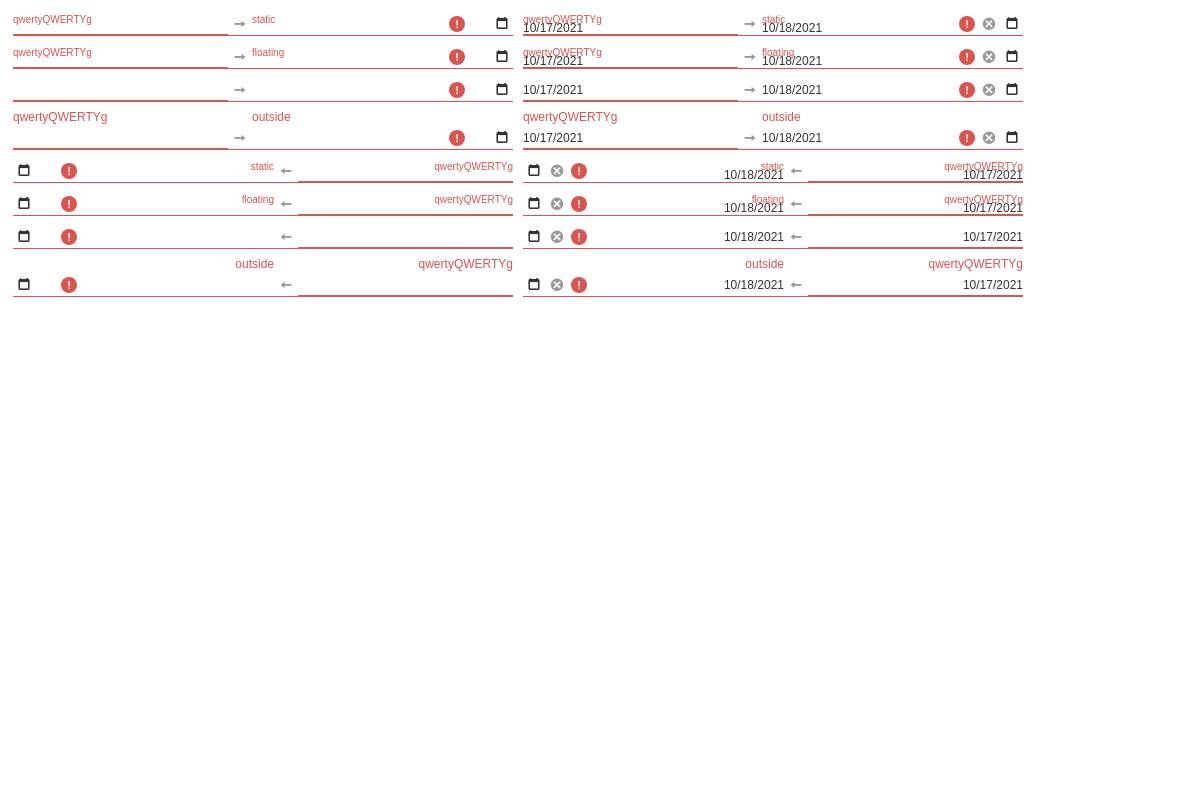 qwertyQWERTYg static qwertyQWERTYg static
10/17/2021 10/18/2021
qwertyQWERTYg floating qwertyQWERTYg floating
10/17/2021 10/18/2021
10/17/2021 10/18/2021
qwertyQWERTYg outside qwertyQWERTYg outside
10/17/2021 10/18/2021
static qwertyQWERTYg static qwertyQWERTYg
10/18/2021 10/17/2021
floating qwertyQWERTYg floating qwertyQWERTYg
10/18/2021 10/17/2021
10/18/2021 10/17/2021
outside qwertyQWERTYg outside qwertyQWERTYg
10/18/2021 10/17/2021